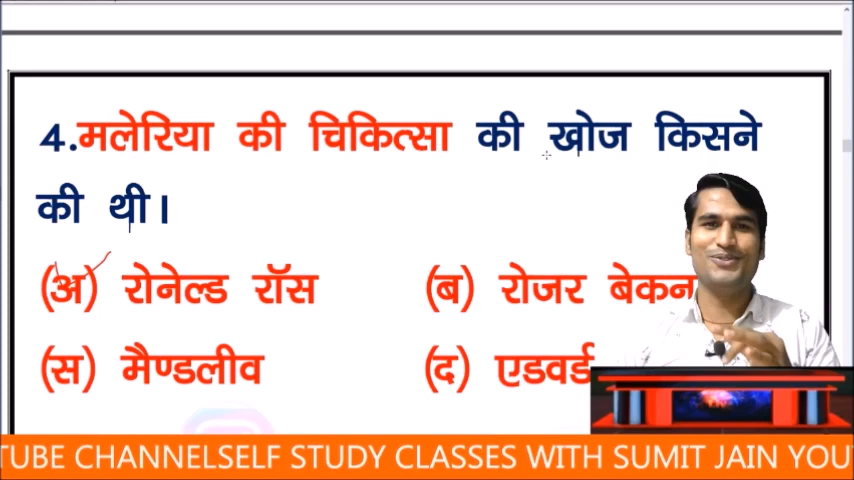 4.मलेरिया की चिकित्सा की खोज किसने
की थी।
(अ) रोनेल्ड रॉस (ब) रोजर बेकन
(स) मैण्डलीव (द) एडवर्ड
TUBE CHANNELSELF STUDY CLASSES WITH SUMIT JAIN YOU